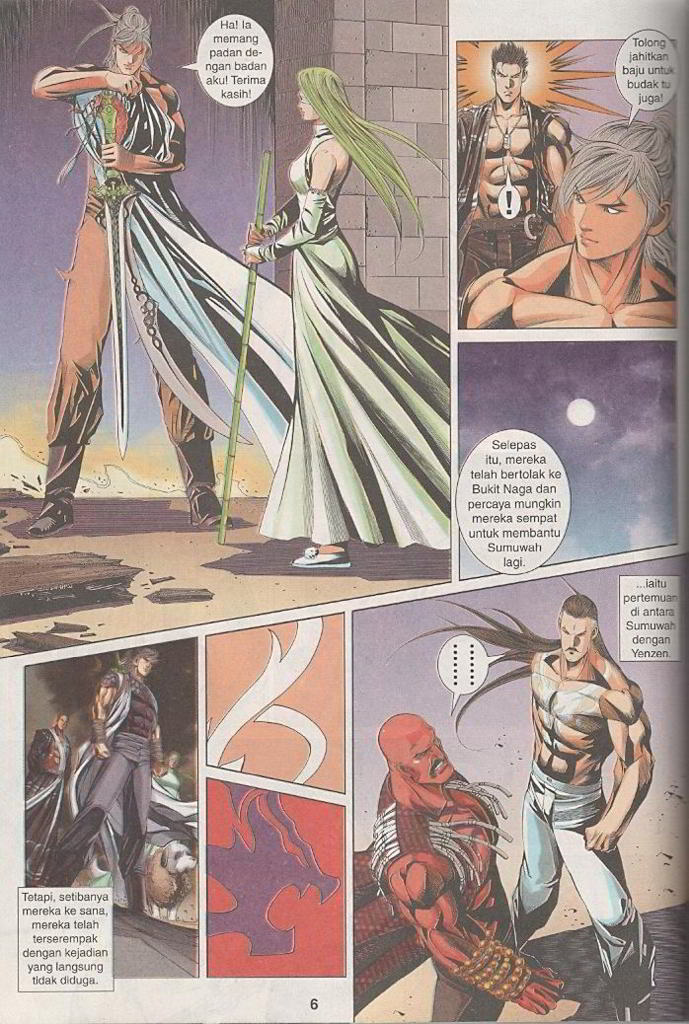 Ha! Ia
memang
padan de-
ngan badan
aku! Terima
kasih!
Tolong
jahitkan
baju untuk
budak tu
juga!
!
Selepas
itu, mereka
telah bertolak ke
Bukit Naga dan
percaya mungkin
mereka sempat
untuk membantu
Sumuwah
lagi.
Tetapi, setibanya
mereka ke sana,
mereka telah
terserempak
dengan kejadian
yang langsung
tidak diduga.
...iaitu
pertemuan
di antara
Sumuwah
dengan
Yenzen.
6